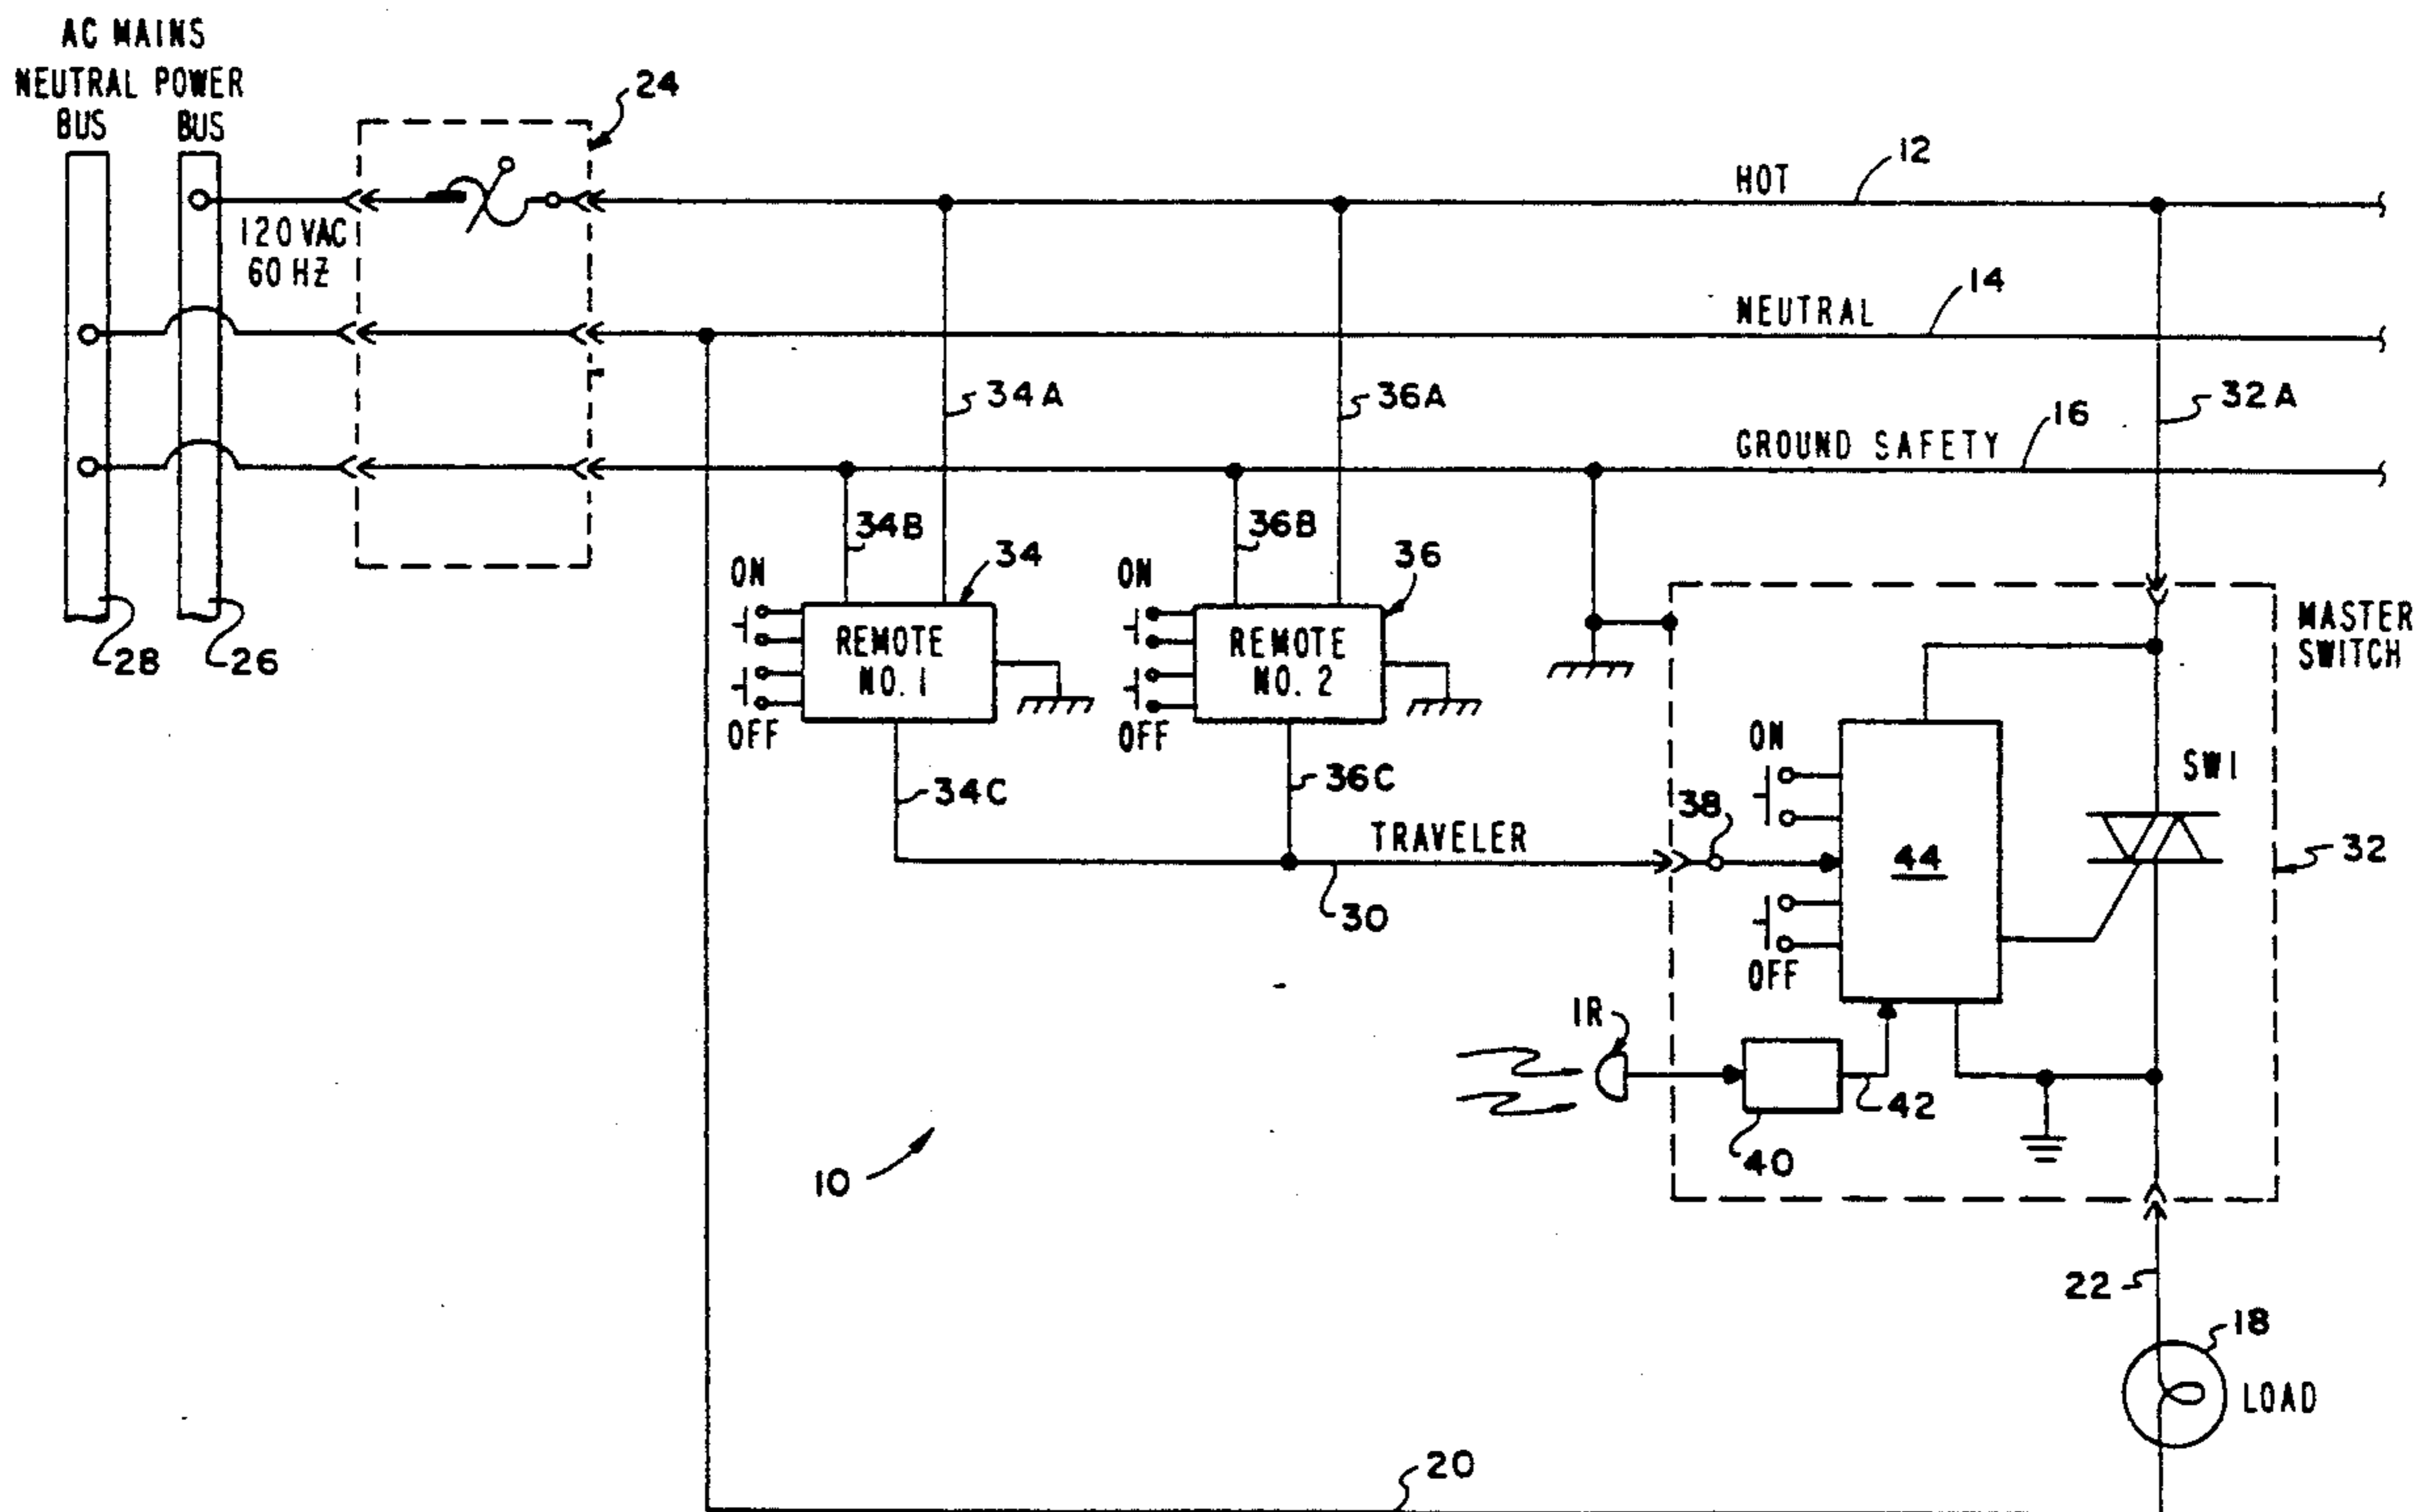 AC MAINS
NEUTRAL POWER
BUS BUS
24
12
HOT
120 VAC
60 HZ
14
NEUTRAL
34A
36A
32A
16
GROUND SAFETY
34B
36B
34
36
ON
ON
28
26
REMOTE
NO. 1
REMOTE
NO. 2
MASTER
SWITCH
OFF
OFF
ON
SW1
34C
36C
38
TRAVELER
44
32
30
OFF
IR
42
40
10
22
18
LOAD
20